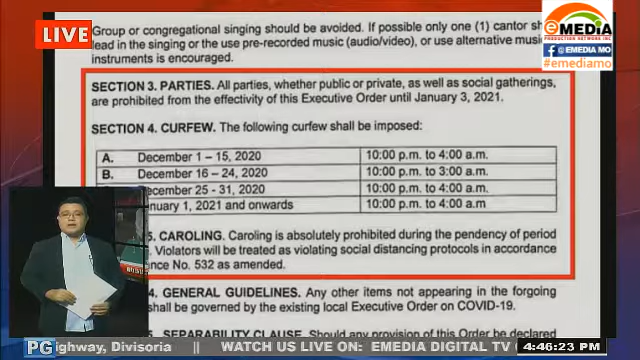 LIVE
eMEDIA
PRODUCTION NETWORK INC
f @EMEDIA MO
#emediamo
Group or congregational singing should be avoided. If possible only one (1) cantor
lead in the singing or the use pre-recorded music (audio/video), or use alternative
instruments is encouraged.
SECTION 3. PARTIES. All parties, whether public or private, as well as social gatherings,
are prohibited from the effectivity of this Executive Order until January 3, 2021.
SECTION 4. CURFEW. The following curfew shall be imposed:
A. December 1 – 15, 2020 10:00 p.m. to 4:00 a.m.
B. December 16 – 24, 2020 10:00 p.m. to 3:00 a.m.
December 25 - 31, 2020 10:00 p.m. to 4:00 a.m.
January 1, 2021 and onwards 10:00 p.m. to 4:00 a.m
5. CAROLING. Caroling is absolutely prohibited during the pendency of period
Violators will be treated as violating social distancing protocols in accordance
ence No. 532 as amended.
GENERAL GUIDELINES. Any other items not appearing in the forgoing
shall be governed by the existing local Executive Order on COVID-19.
SEPARABILITY CLAUSE. Should any provision of this Order be declared
PG
ighway, Divisoria || WATCH US LIVE ON: EMEDIA DIGITAL TV
4:46:23 PM